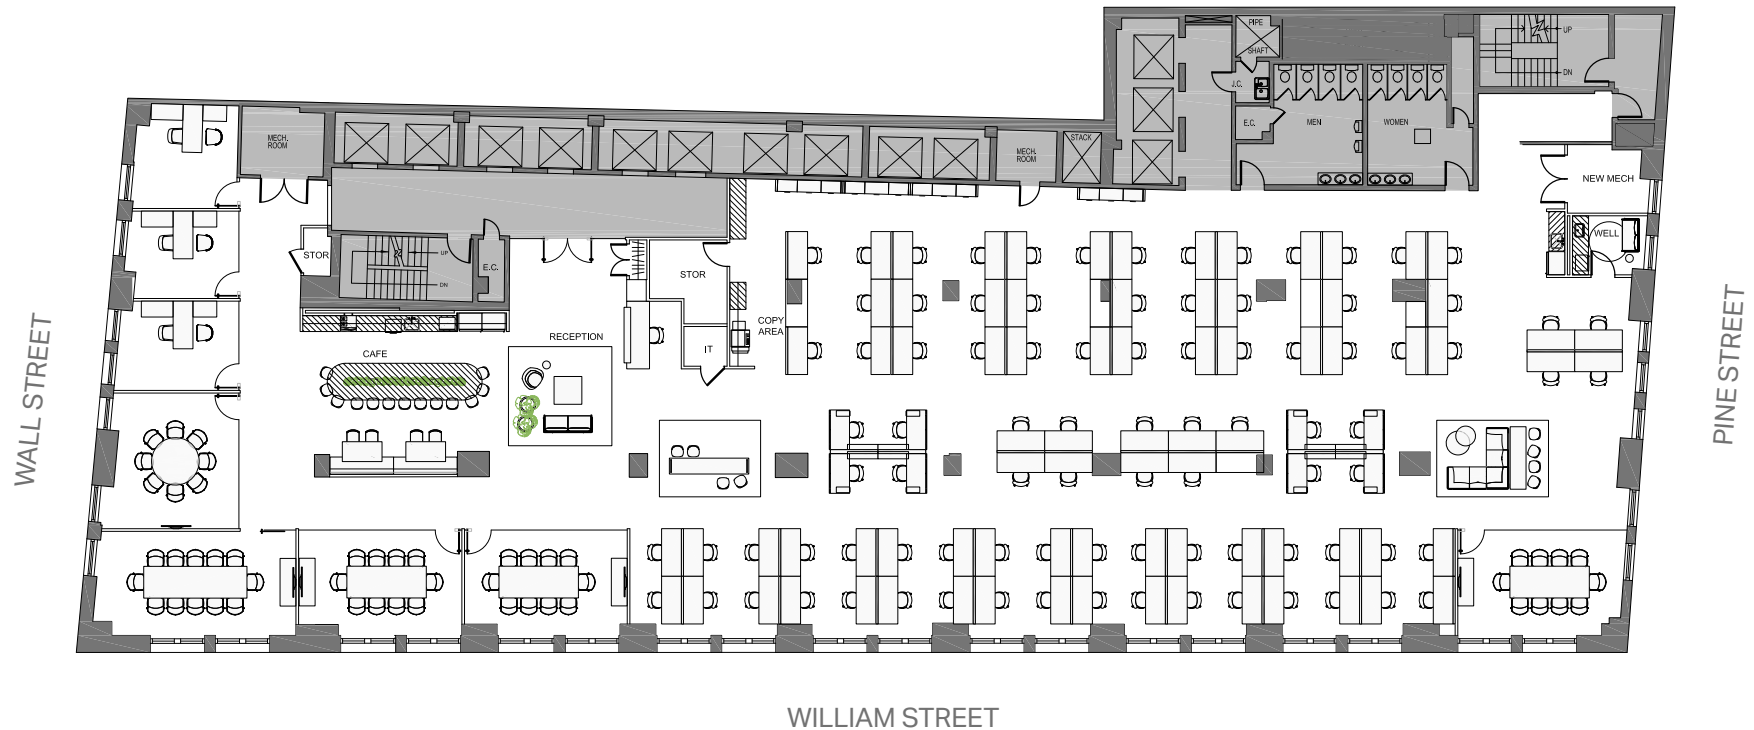 PIPE
SHAFT
UP
DN
J.C.
E.C.
MEN
WOMEN
MECH.
ROOM
STACK
MECH.
ROOM
NEW MECH
WELL
STOR
UP
DN
E.C.
STOR
COPY
AREA
RECEPTION
IT
CAFE
WALL STREET
PINE STREET
WILLIAM STREET